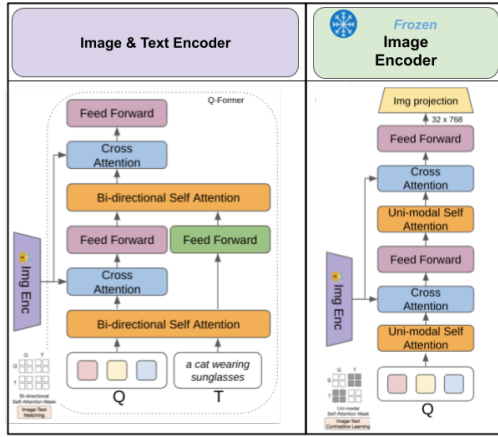 Image & Text Encoder
Q-Former
Feed Forward
Cross
Attention
Bi-directional Self Attention
Feed Forward
Feed Forward
Cross
Attention
Img Enc
Bi-directional Self Attention
a cat wearing
sunglasses
Q
T
Q
T
Q
T
Bi-directional
Self-Attention Mask
Image-Text
Matching
Frozen
Image
Encoder
Img projection
32 x 768
Feed Forward
Cross
Attention
Uni-modal Self
Attention
Feed Forward
Cross
Attention
Img Enc
Uni-modal Self
Attention
Q
Q
T
Q
T
Uni-modal
Self-Attention Mask
Image-Text
Contrastive Learning